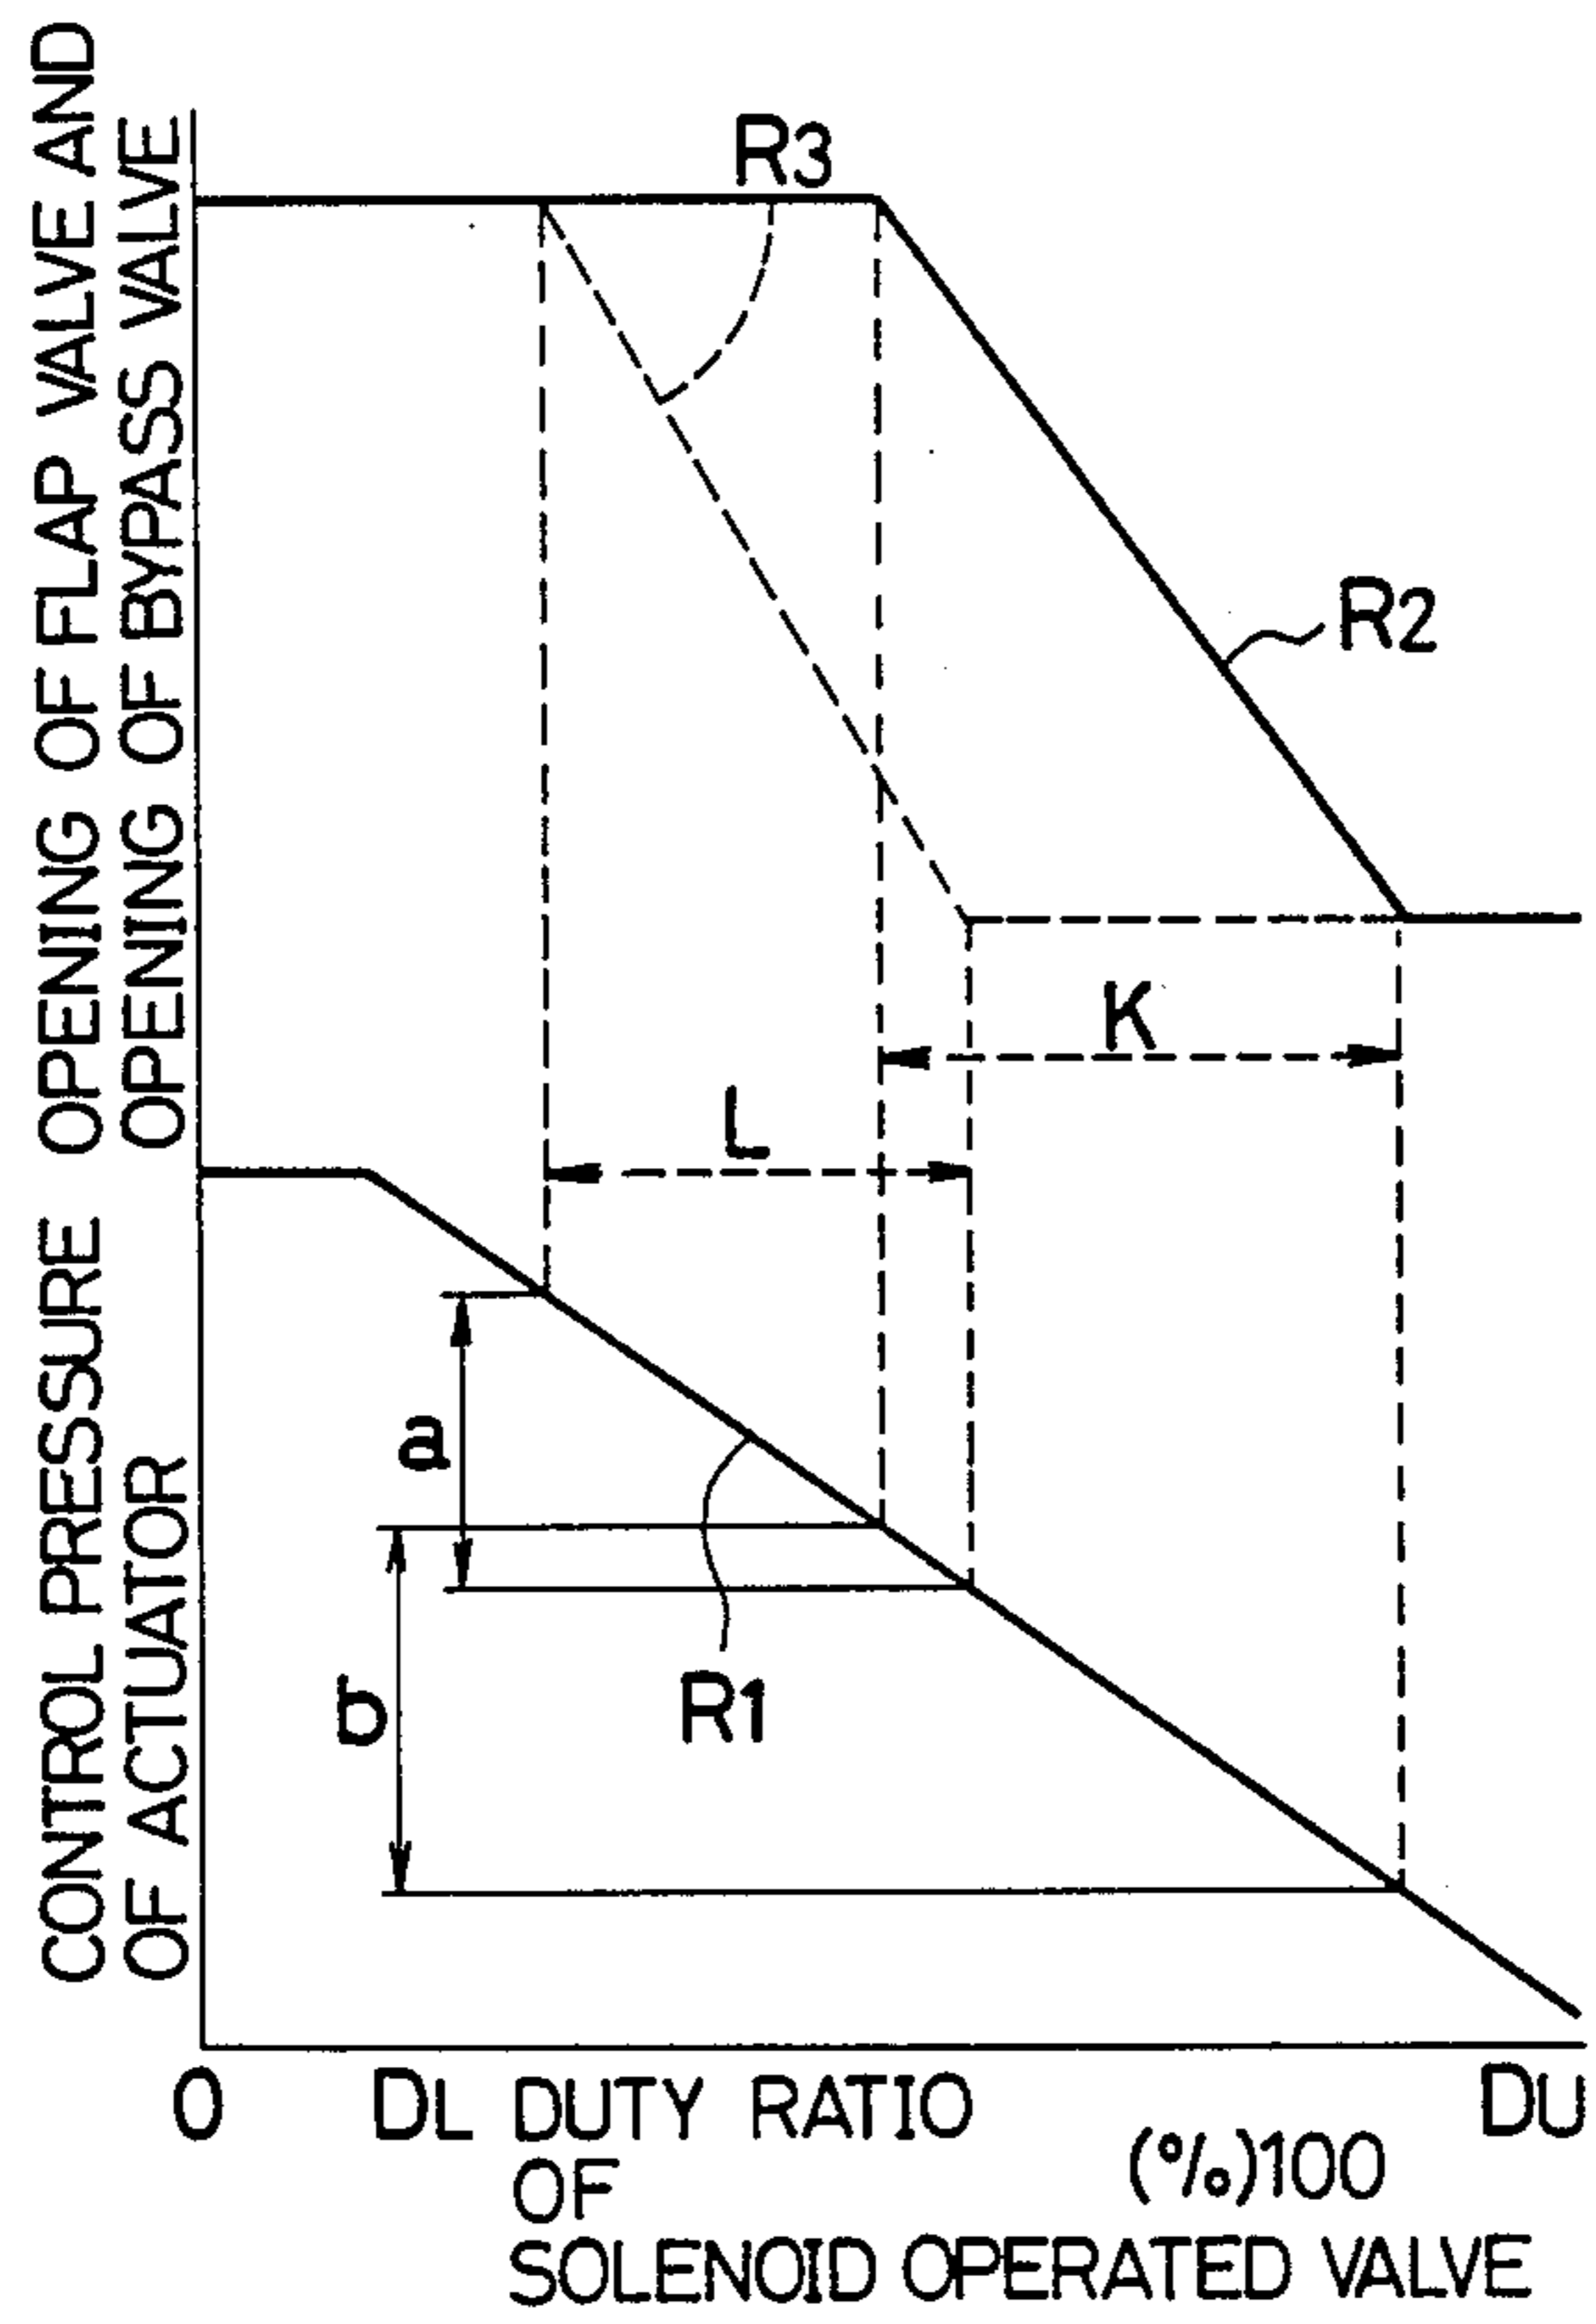 OPENING OF FLAP VALVE AND
OPENING OF BYPASS VALVE
R3
R2
K
L
CONTROL PRESSURE
OF ACTUATOR
a
b
R1
0 DL DUTY RATIO DU
OF (%)100
SOLENOID OPERATED VALVE